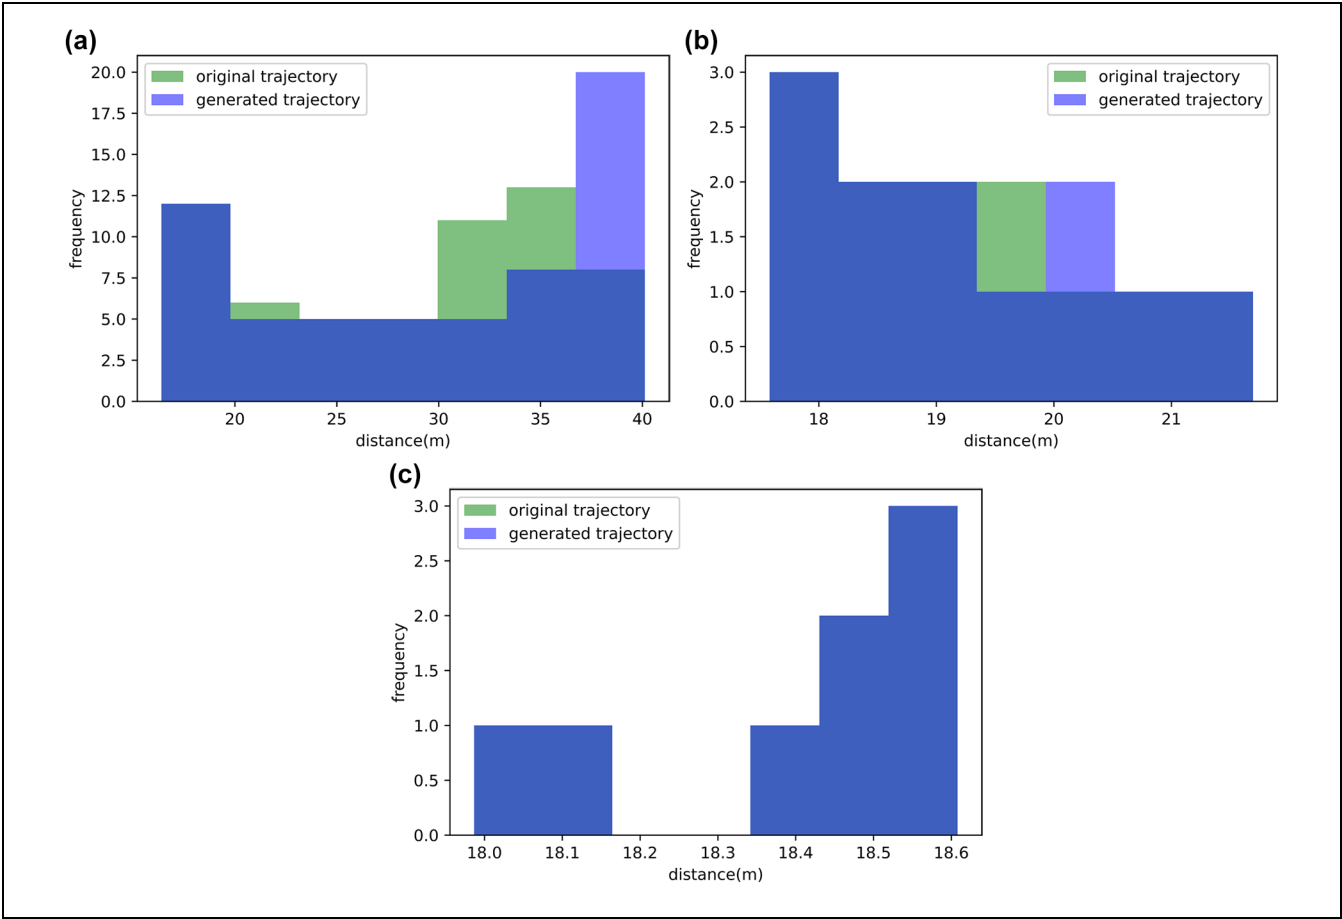 (a)
original trajectory
generated trajectory
20.0
17.5
15.0
12.5
10.0
7.5
5.0
2.5
0.0
frequency
20 25 30 35 40
distance(m)
(b)
original trajectory
generated trajectory
3.0
2.5
2.0
1.5
1.0
0.5
0.0
frequency
18 19 20 21
distance(m)
(c)
original trajectory
generated trajectory
3.0
2.5
2.0
1.5
1.0
0.5
0.0
frequency
18.0 18.1 18.2 18.3 18.4 18.5 18.6
distance(m)